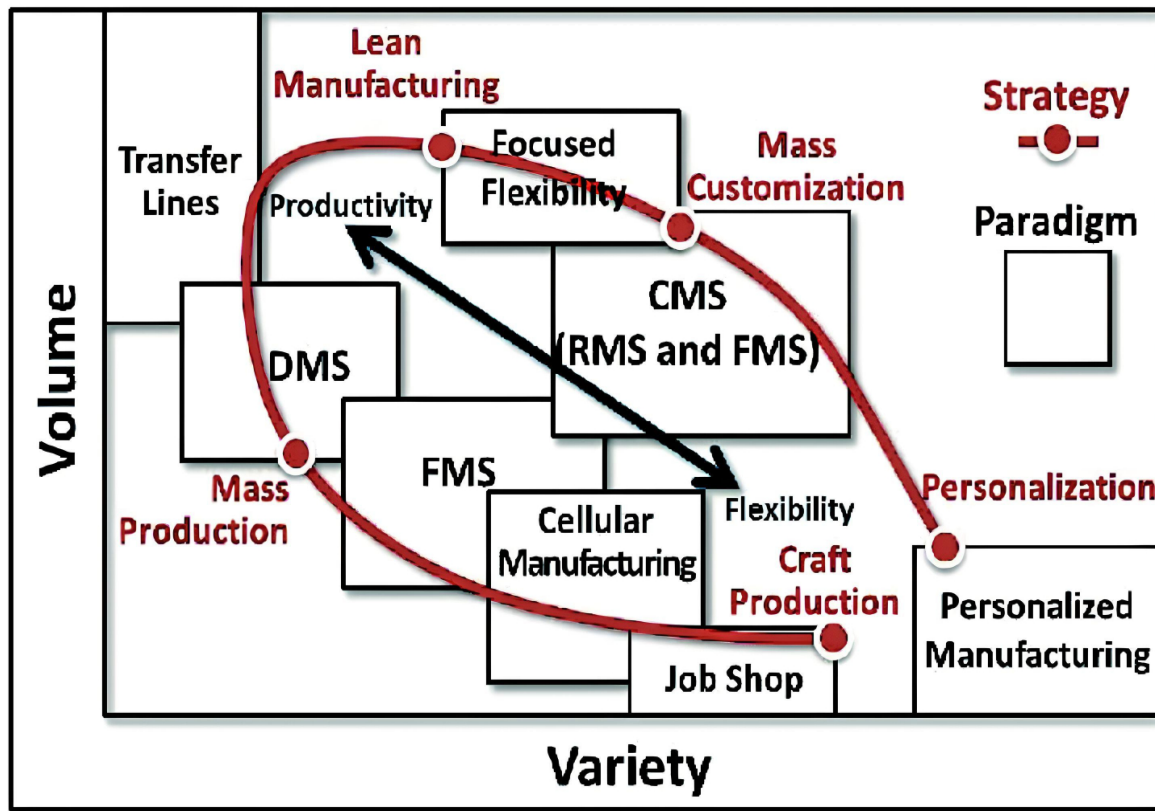 Lean
Manufacturing
Strategy
Transfer
Lines
Focused
Flexibility
Mass
Customization
Productivity
Paradigm
CMS
(RMS and FMS)
DMS
Volume
FMS
Mass
Production
Cellular
Manufacturing
Flexibility
Personalization
Craft
Production
Personalized
Manufacturing
Job Shop
Variety